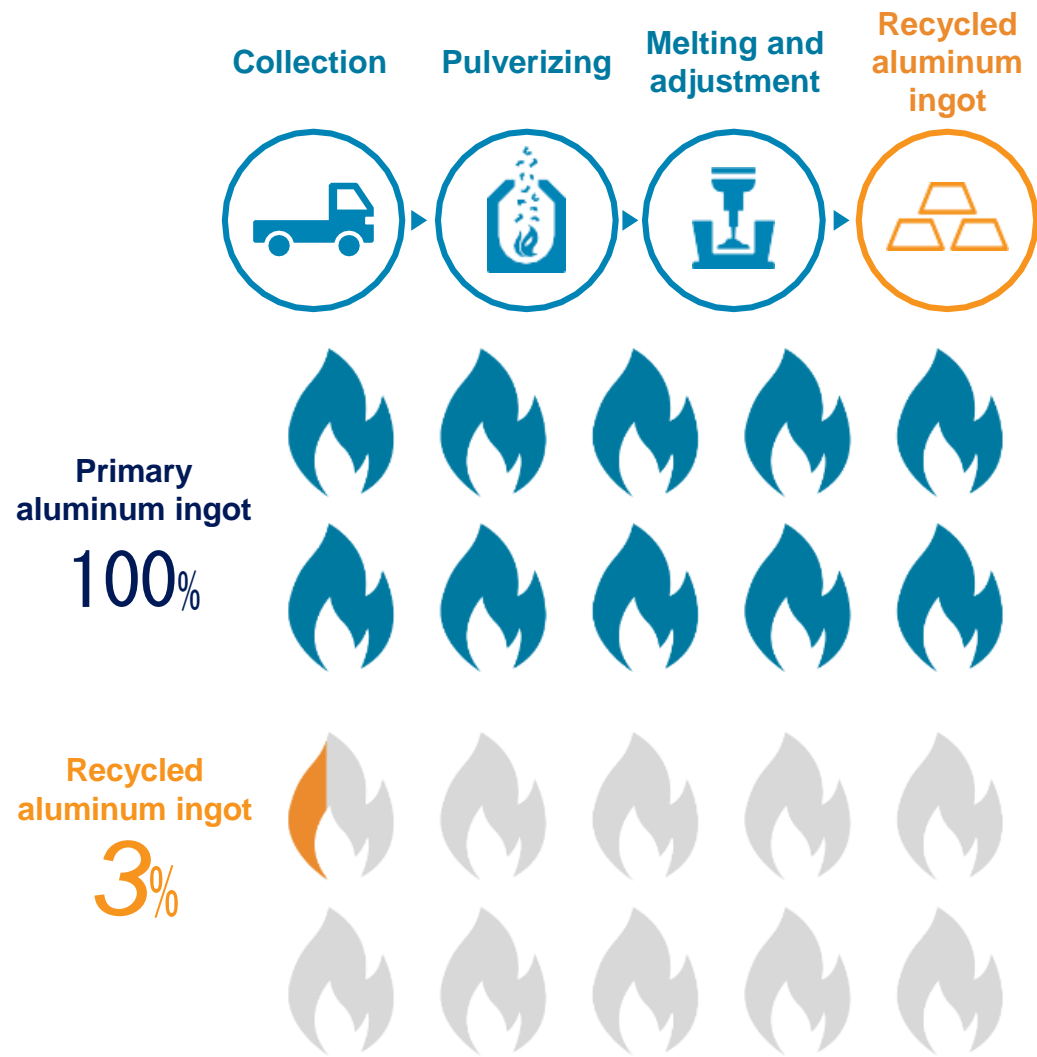 Collection
Pulverizing
Melting and
adjustment
Recycled
aluminum
ingot
Primary
aluminum ingot
100%
Recycled
aluminum ingot
3%